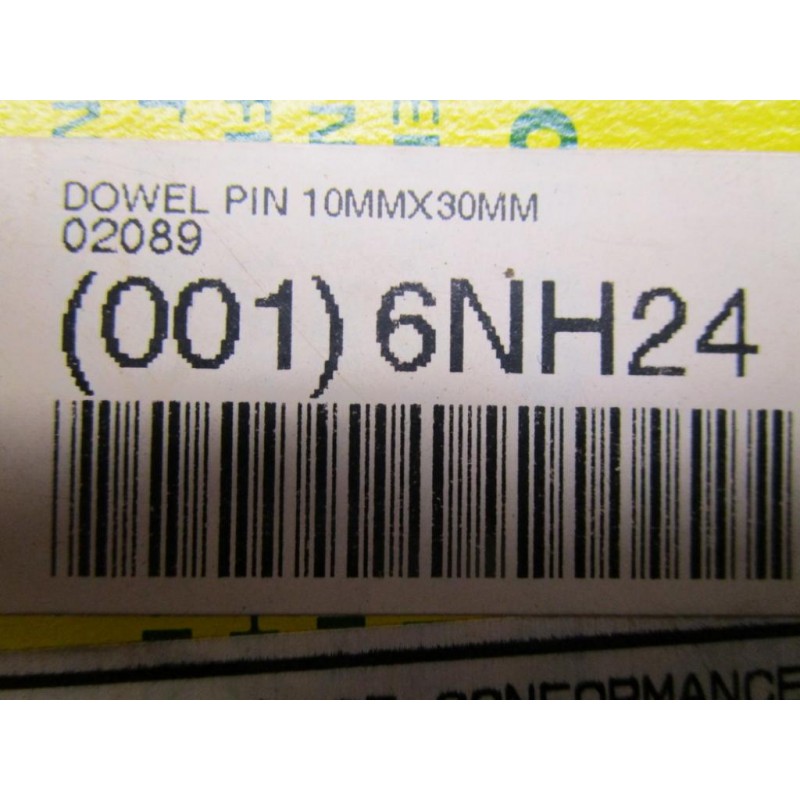 DOWEL PIN 10MMX30MM
02089
(001) 6NH24
CONFORMANCE